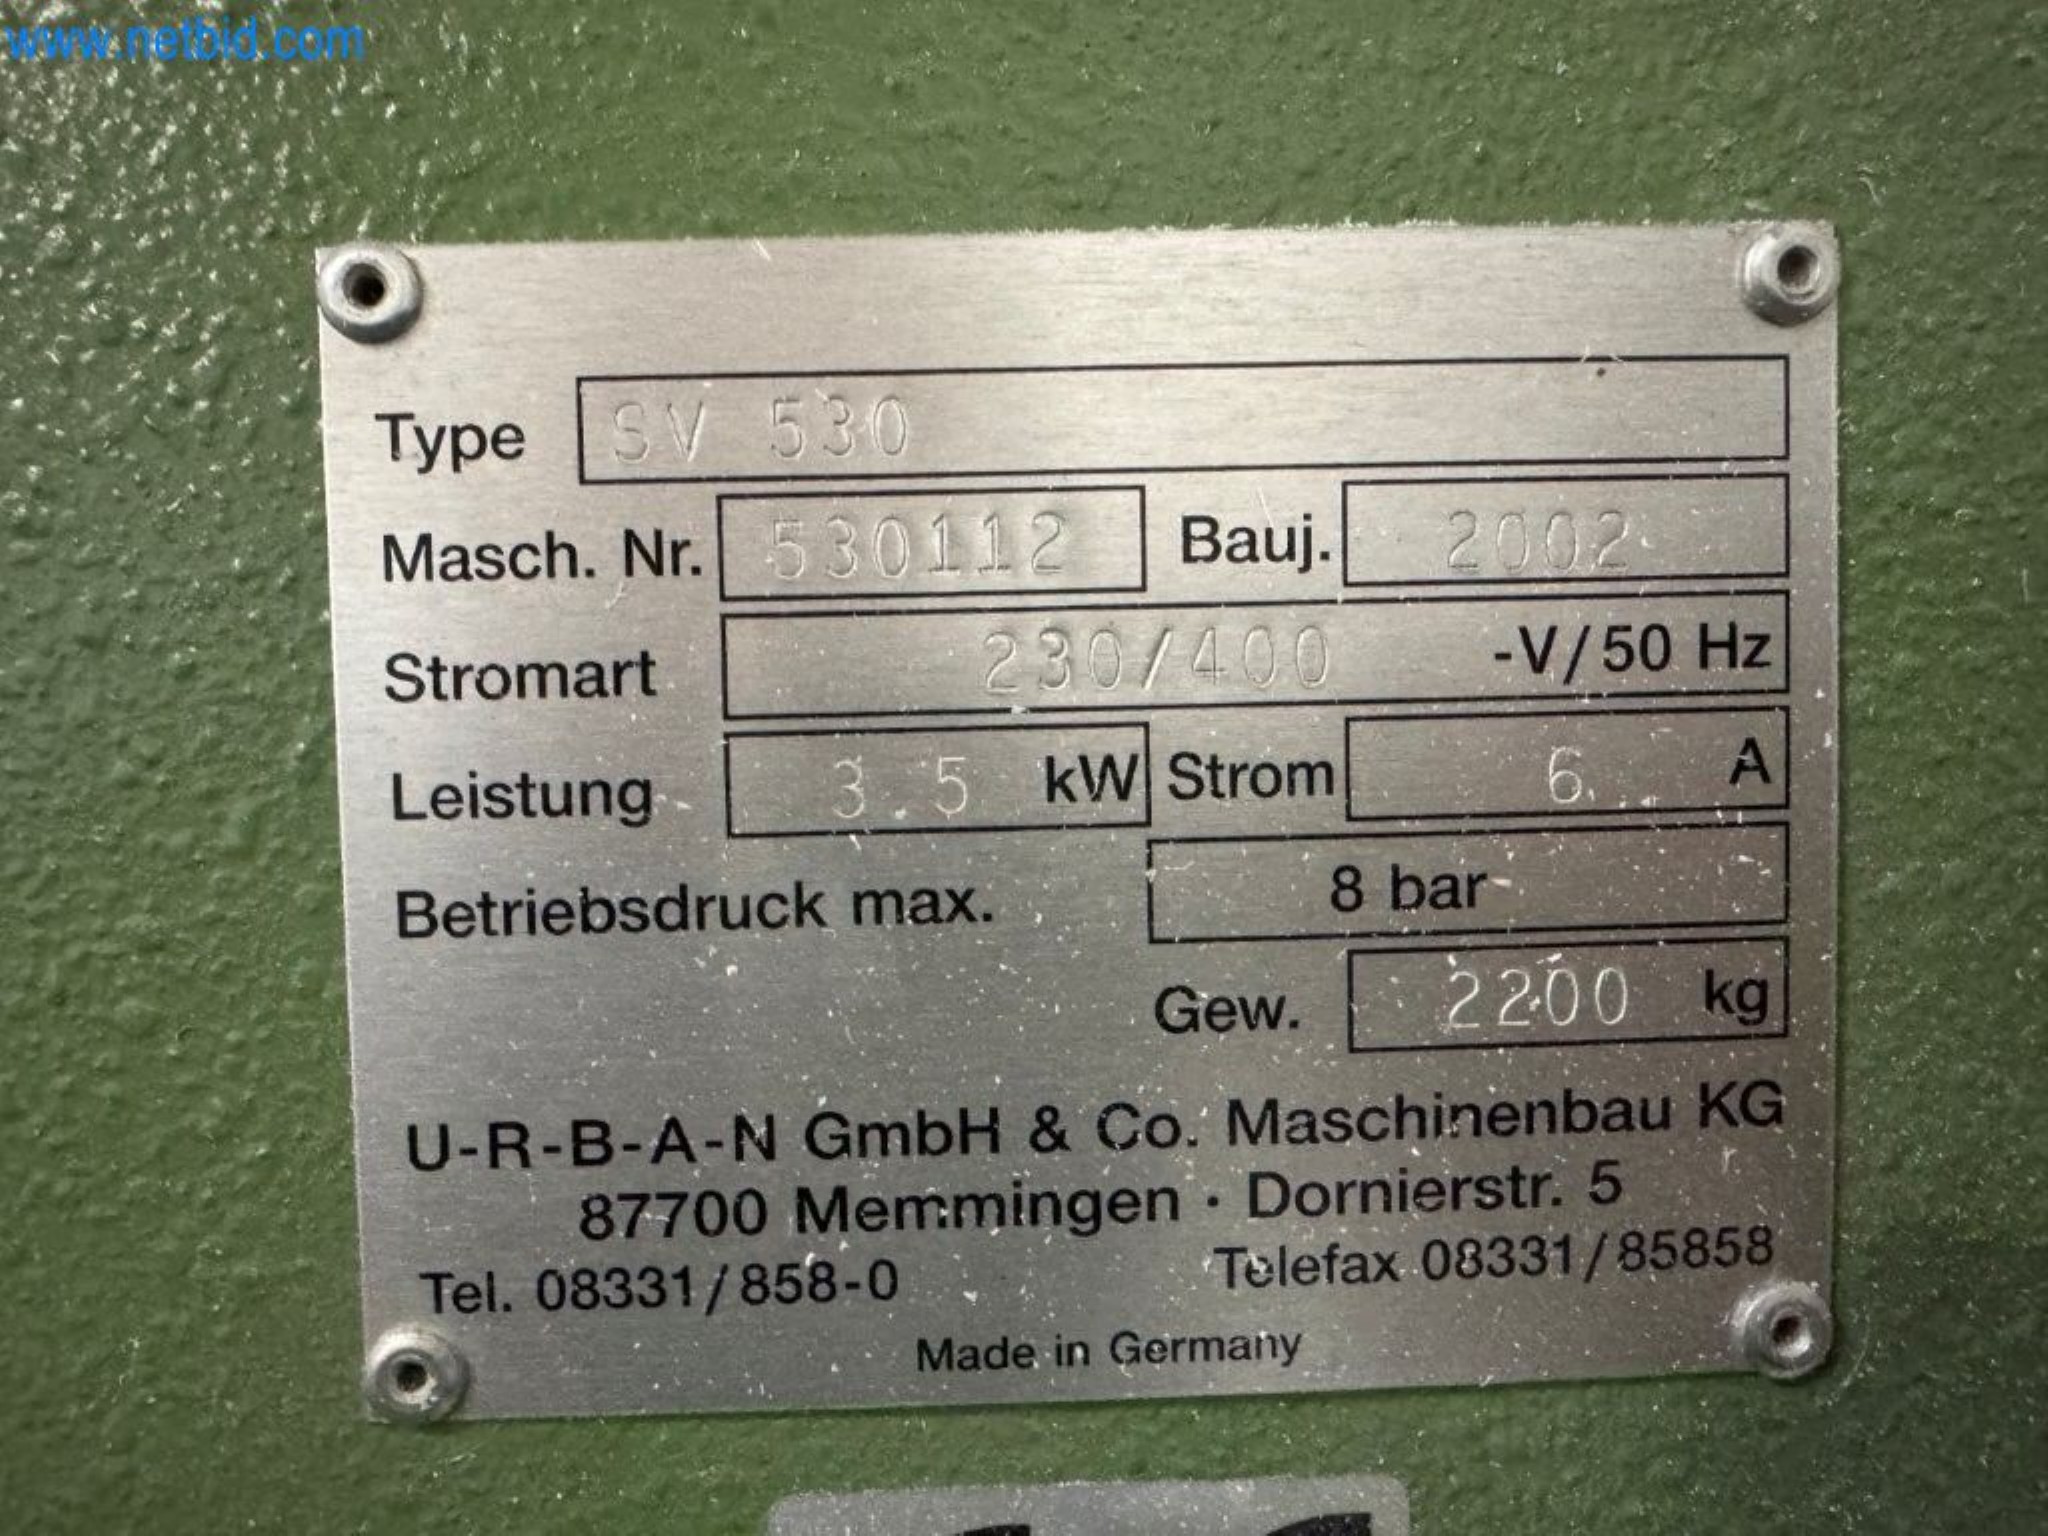 www.netbid.com
Type SV 530
Masch. Nr. 530112 Bauj. 2002
Stromart 230/400 -V/50 Hz
Leistung 3.5 kW Strom 6 A
Betriebsdruck max. 8 bar
Gew. 2200 kg
U-R-B-A-N GmbH & Co. Maschinenbau KG
87700 Memmingen · Dornierstr. 5
Tel. 08331/858-0 Telefax 08331/85858
Made in Germany